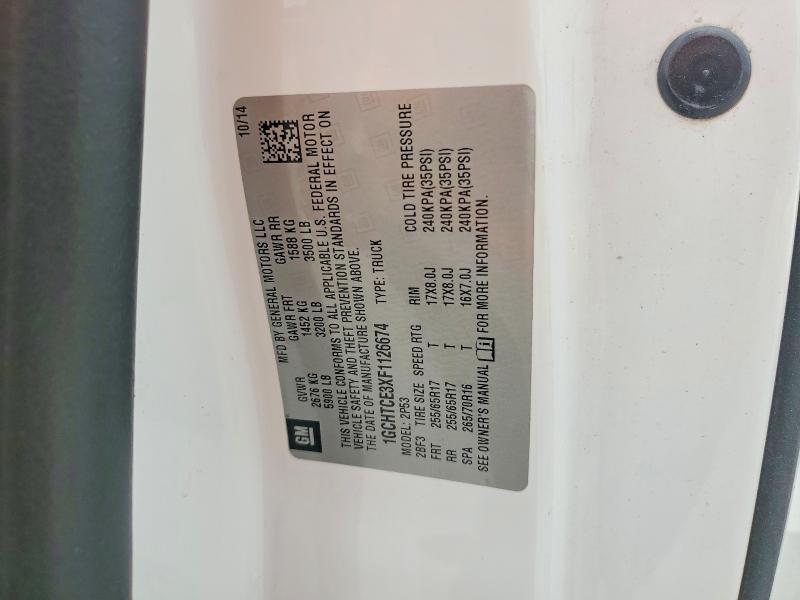 GM
MFD BY GENERAL MOTORS LLC
10/14
GVWR GAWR FRT GAWR RR
2676 KG 1452 KG 1588 KG
5900 LB 3200 LB 3500 LB
THIS VEHICLE CONFORMS TO ALL APPLICABLE U.S. FEDERAL MOTOR
VEHICLE SAFETY AND THEFT PREVENTION STANDARDS IN EFFECT ON
THE DATE OF MANUFACTURE SHOWN ABOVE.
1GCHTCE3XF1126674 TYPE: TRUCK
MODEL: 2P53
2BF3 TIRE SIZE SPEED RTG RIM COLD TIRE PRESSURE
FRT 255/65R17 T 17X8.0J 240KPA(35PSI)
RR 255/65R17 T 17X8.0J 240KPA(35PSI)
SPA 265/70R16 T 16X7.0J 240KPA(35PSI)
SEE OWNER'S MANUAL FOR MORE INFORMATION.